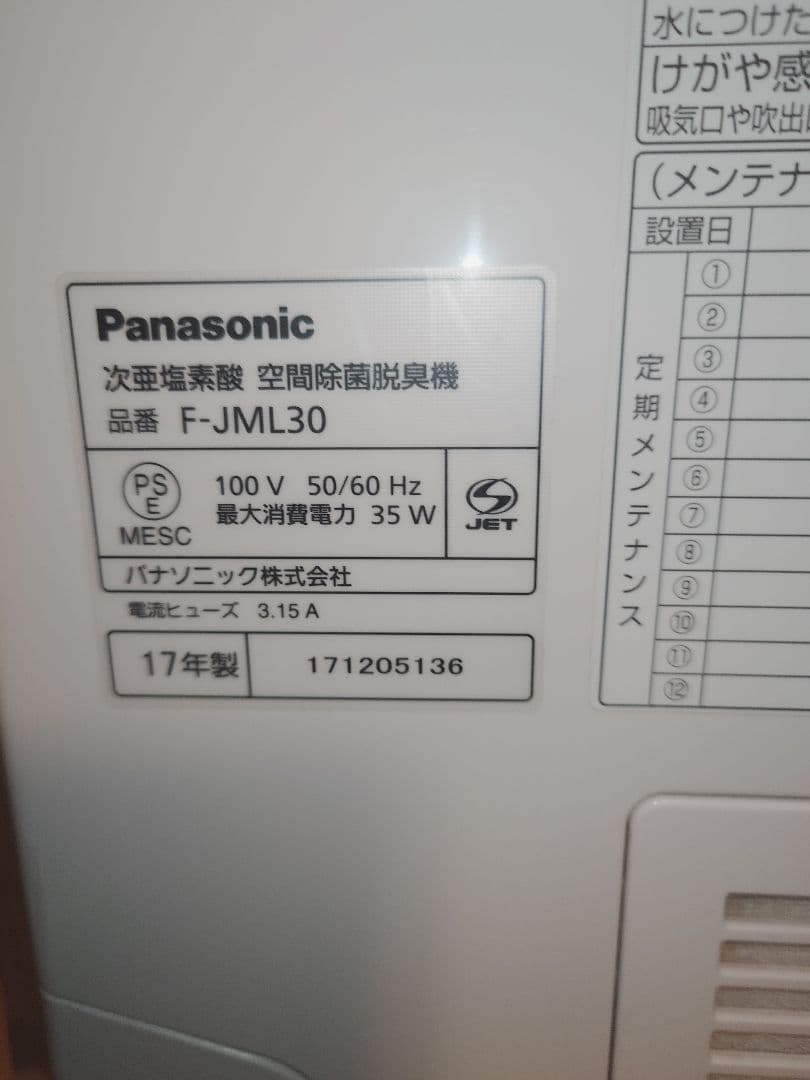 水につけた
けがや感
吸気口や吹出
(メンテナ
設置日
定期メンテナンス
①
②
③
④
⑤
⑥
⑦
⑧
⑨
⑩
⑪
⑫
Panasonic
次亜塩素酸 空間除菌脱臭機
品番 F-JML30
PS
E
MESC
100 V 50/60 Hz
最大消費電力 35 W
JET
パナソニック株式会社
電流ヒューズ 3.15 A
17年製 171205136